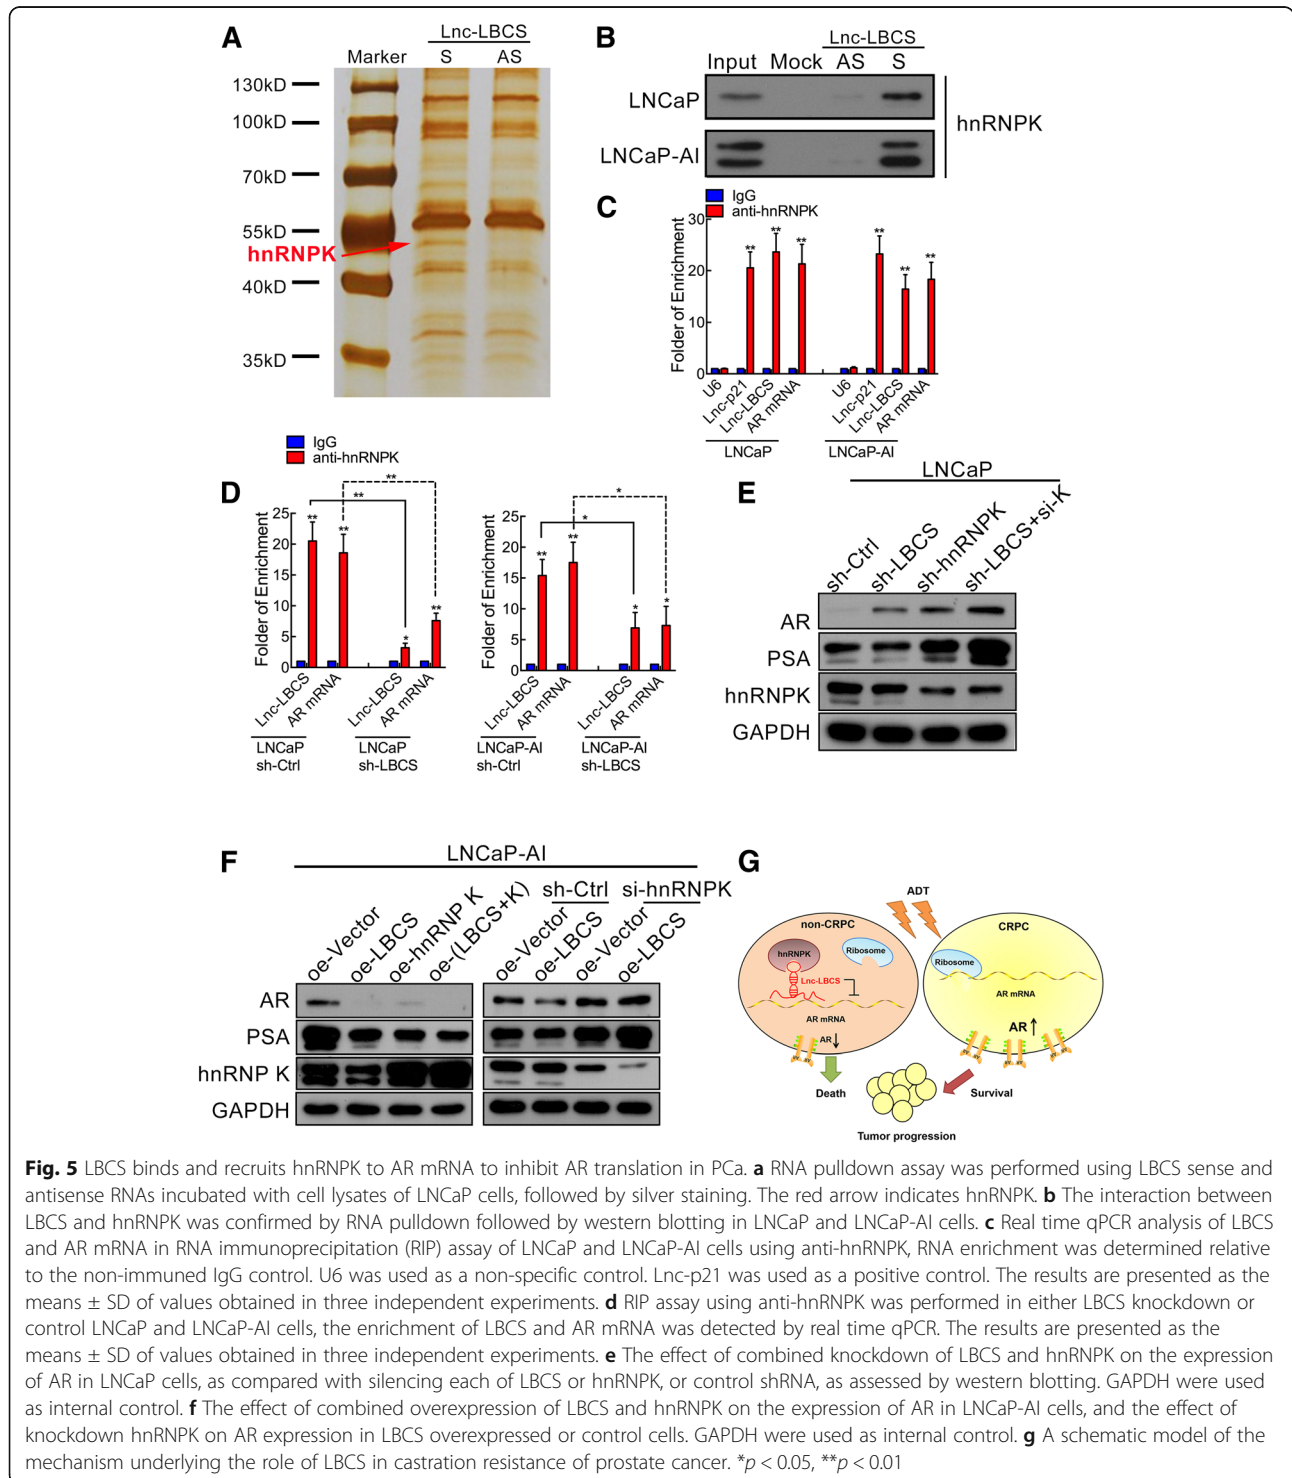 A
Lnc-LBCS
Marker S AS
130kD
100kD
70kD
55kD
hnRNPK
40kD
35kD
B
Lnc-LBCS
Input Mock AS S
LNCaP
hnRNPK
LNCaP-AI
C
IgG
anti-hnRNPK
Folder of Enrichment
30
20
10
0
U6 Lnc-p21 Lnc-LBCS AR mRNA U6 Lnc-p21 Lnc-LBCS AR mRNA
LNCaP LNCaP-AI
** ** ** ** ** **
D
IgG
anti-hnRNPK
Folder of Enrichment
25
20
15
10
5
0
** ** ** ** * **
Lnc-LBCS AR mRNA Lnc-LBCS AR mRNA
LNCaP LNCaP
sh-Ctrl sh-LBCS
Folder of Enrichment
25
20
15
10
5
0
* * ** ** * *
Lnc-LBCS AR mRNA Lnc-LBCS AR mRNA
LNCaP-AI LNCaP-AI
sh-Ctrl sh-LBCS
E
LNCaP
sh-Ctrl sh-LBCS sh-hnRNPK sh-LBCS+si-K
AR
PSA
hnRNPK
GAPDH
F
LNCaP-AI
sh-Ctrl si-hnRNPK
oe-Vector oe-LBCS oe-hnRNP K oe-(LBCS+K) oe-Vector oe-LBCS oe-Vector oe-LBCS
AR
PSA
hnRNP K
GAPDH
G
ADT
non-CRPC CRPC
hnRNPK Ribosome Ribosome
Lnc-LBCS
AR mRNA AR mRNA
AR↓ AR↑
Death Survival
Tumor progression
Fig. 5 LBCS binds and recruits hnRNPK to AR mRNA to inhibit AR translation in PCa. a RNA pulldown assay was performed using LBCS sense and
antisense RNAs incubated with cell lysates of LNCaP cells, followed by silver staining. The red arrow indicates hnRNPK. b The interaction between
LBCS and hnRNPK was confirmed by RNA pulldown followed by western blotting in LNCaP and LNCaP-AI cells. c Real time qPCR analysis of LBCS
and AR mRNA in RNA immunoprecipitation (RIP) assay of LNCaP and LNCaP-AI cells using anti-hnRNPK, RNA enrichment was determined relative
to the non-immuned IgG control. U6 was used as a non-specific control. Lnc-p21 was used as a positive control. The results are presented as the
means ± SD of values obtained in three independent experiments. d RIP assay using anti-hnRNPK was performed in either LBCS knockdown or
control LNCaP and LNCaP-AI cells, the enrichment of LBCS and AR mRNA was detected by real time qPCR. The results are presented as the
means ± SD of values obtained in three independent experiments. e The effect of combined knockdown of LBCS and hnRNPK on the expression
of AR in LNCaP cells, as compared with silencing each of LBCS or hnRNPK, or control shRNA, as assessed by western blotting. GAPDH were used
as internal control. f The effect of combined overexpression of LBCS and hnRNPK on the expression of AR in LNCaP-AI cells, and the effect of
knockdown hnRNPK on AR expression in LBCS overexpressed or control cells. GAPDH were used as internal control. g A schematic model of the
mechanism underlying the role of LBCS in castration resistance of prostate cancer. *p < 0.05, **p < 0.01